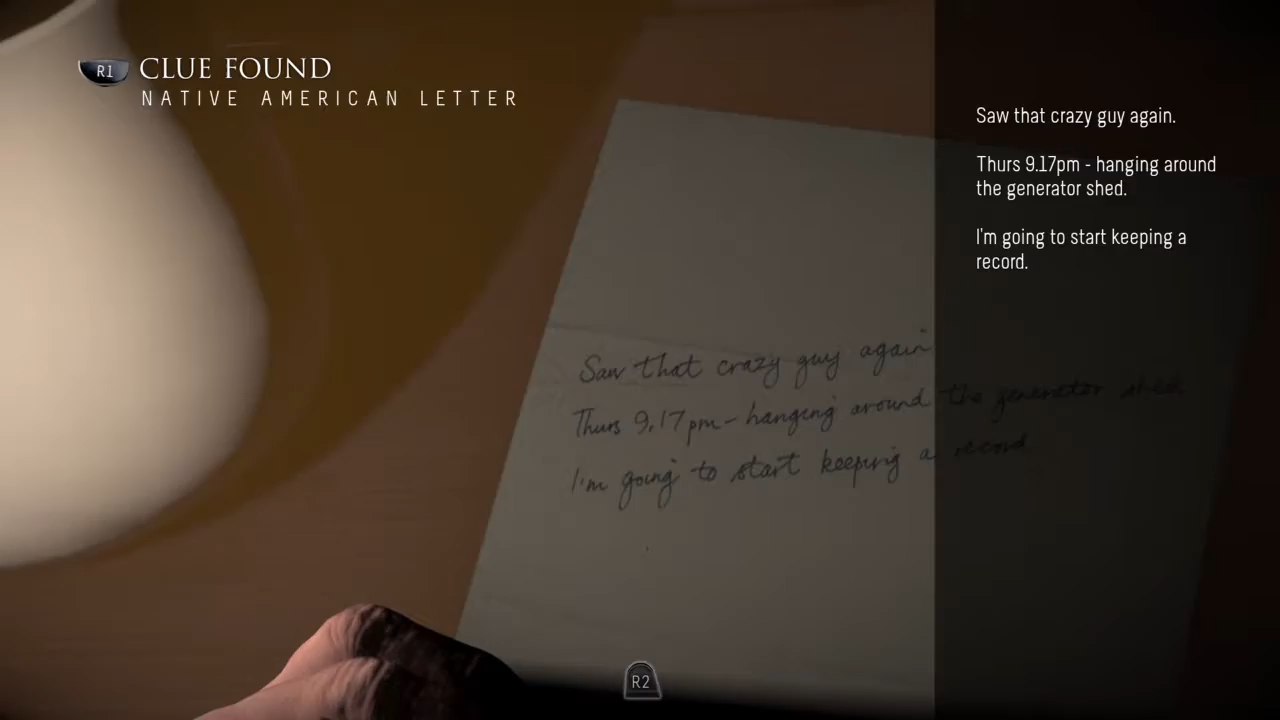 R1 CLUE FOUND
NATIVE AMERICAN LETTER
Saw that crazy guy again.
Thurs 9.17pm - hanging around
the generator shed.
I'm going to start keeping a
record.
Saw that crazy guy again
Thurs 9.17pm - hanging around the generator shed
I'm going to start keeping a record
R2